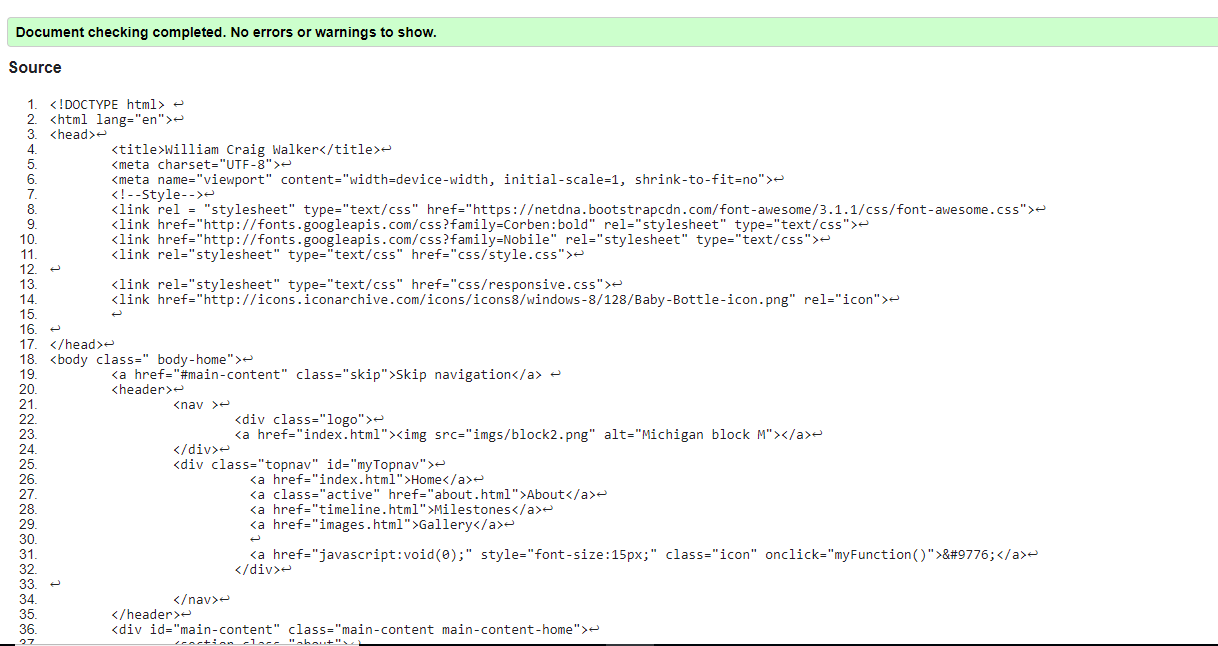 Document checking completed. No errors or warnings to show.
Source
1. <!DOCTYPE html> ↩
2. <html lang="en">↩
3. <head>↩
4. <title>William Craig Walker</title>↩
5. <meta charset="UTF-8">↩
6. <meta name="viewport" content="width=device-width, initial-scale=1, shrink-to-fit=no">↩
7. <!--Style-->↩
8. <link rel = "stylesheet" type="text/css" href="https://netdna.bootstrapcdn.com/font-awesome/3.1.1/css/font-awesome.css">↩
9. <link href="http://fonts.googleapis.com/css?family=Corben:bold" rel="stylesheet" type="text/css">↩
10. <link href="http://fonts.googleapis.com/css?family=Nobile" rel="stylesheet" type="text/css">↩
11. <link rel="stylesheet" type="text/css" href="css/style.css">↩
12. ↩
13. <link rel="stylesheet" type="text/css" href="css/responsive.css">↩
14. <link href="http://icons.iconarchive.com/icons/icons8/windows-8/128/Baby-Bottle-icon.png" rel="icon">↩
15. ↩
16. ↩
17. </head>↩
18. <body class=" body-home">↩
19. <a href="#main-content" class="skip">Skip navigation</a> ↩
20. <header>↩
21. <nav >↩
22. <div class="logo">↩
23. <a href="index.html"><img src="imgs/block2.png" alt="Michigan block M"></a>↩
24. </div>↩
25. <div class="topnav" id="myTopnav">↩
26. <a href="index.html">Home</a>↩
27. <a class="active" href="about.html">About</a>↩
28. <a href="timeline.html">Milestones</a>↩
29. <a href="images.html">Gallery</a>↩
30. ↩
31. <a href="javascript:void(0);" style="font-size:15px;" class="icon" onclick="myFunction()">&#9776;</a>↩
32. </div>↩
33. ↩
34. </nav>↩
35. </header>↩
36. <div id="main-content" class="main-content main-content-home">↩